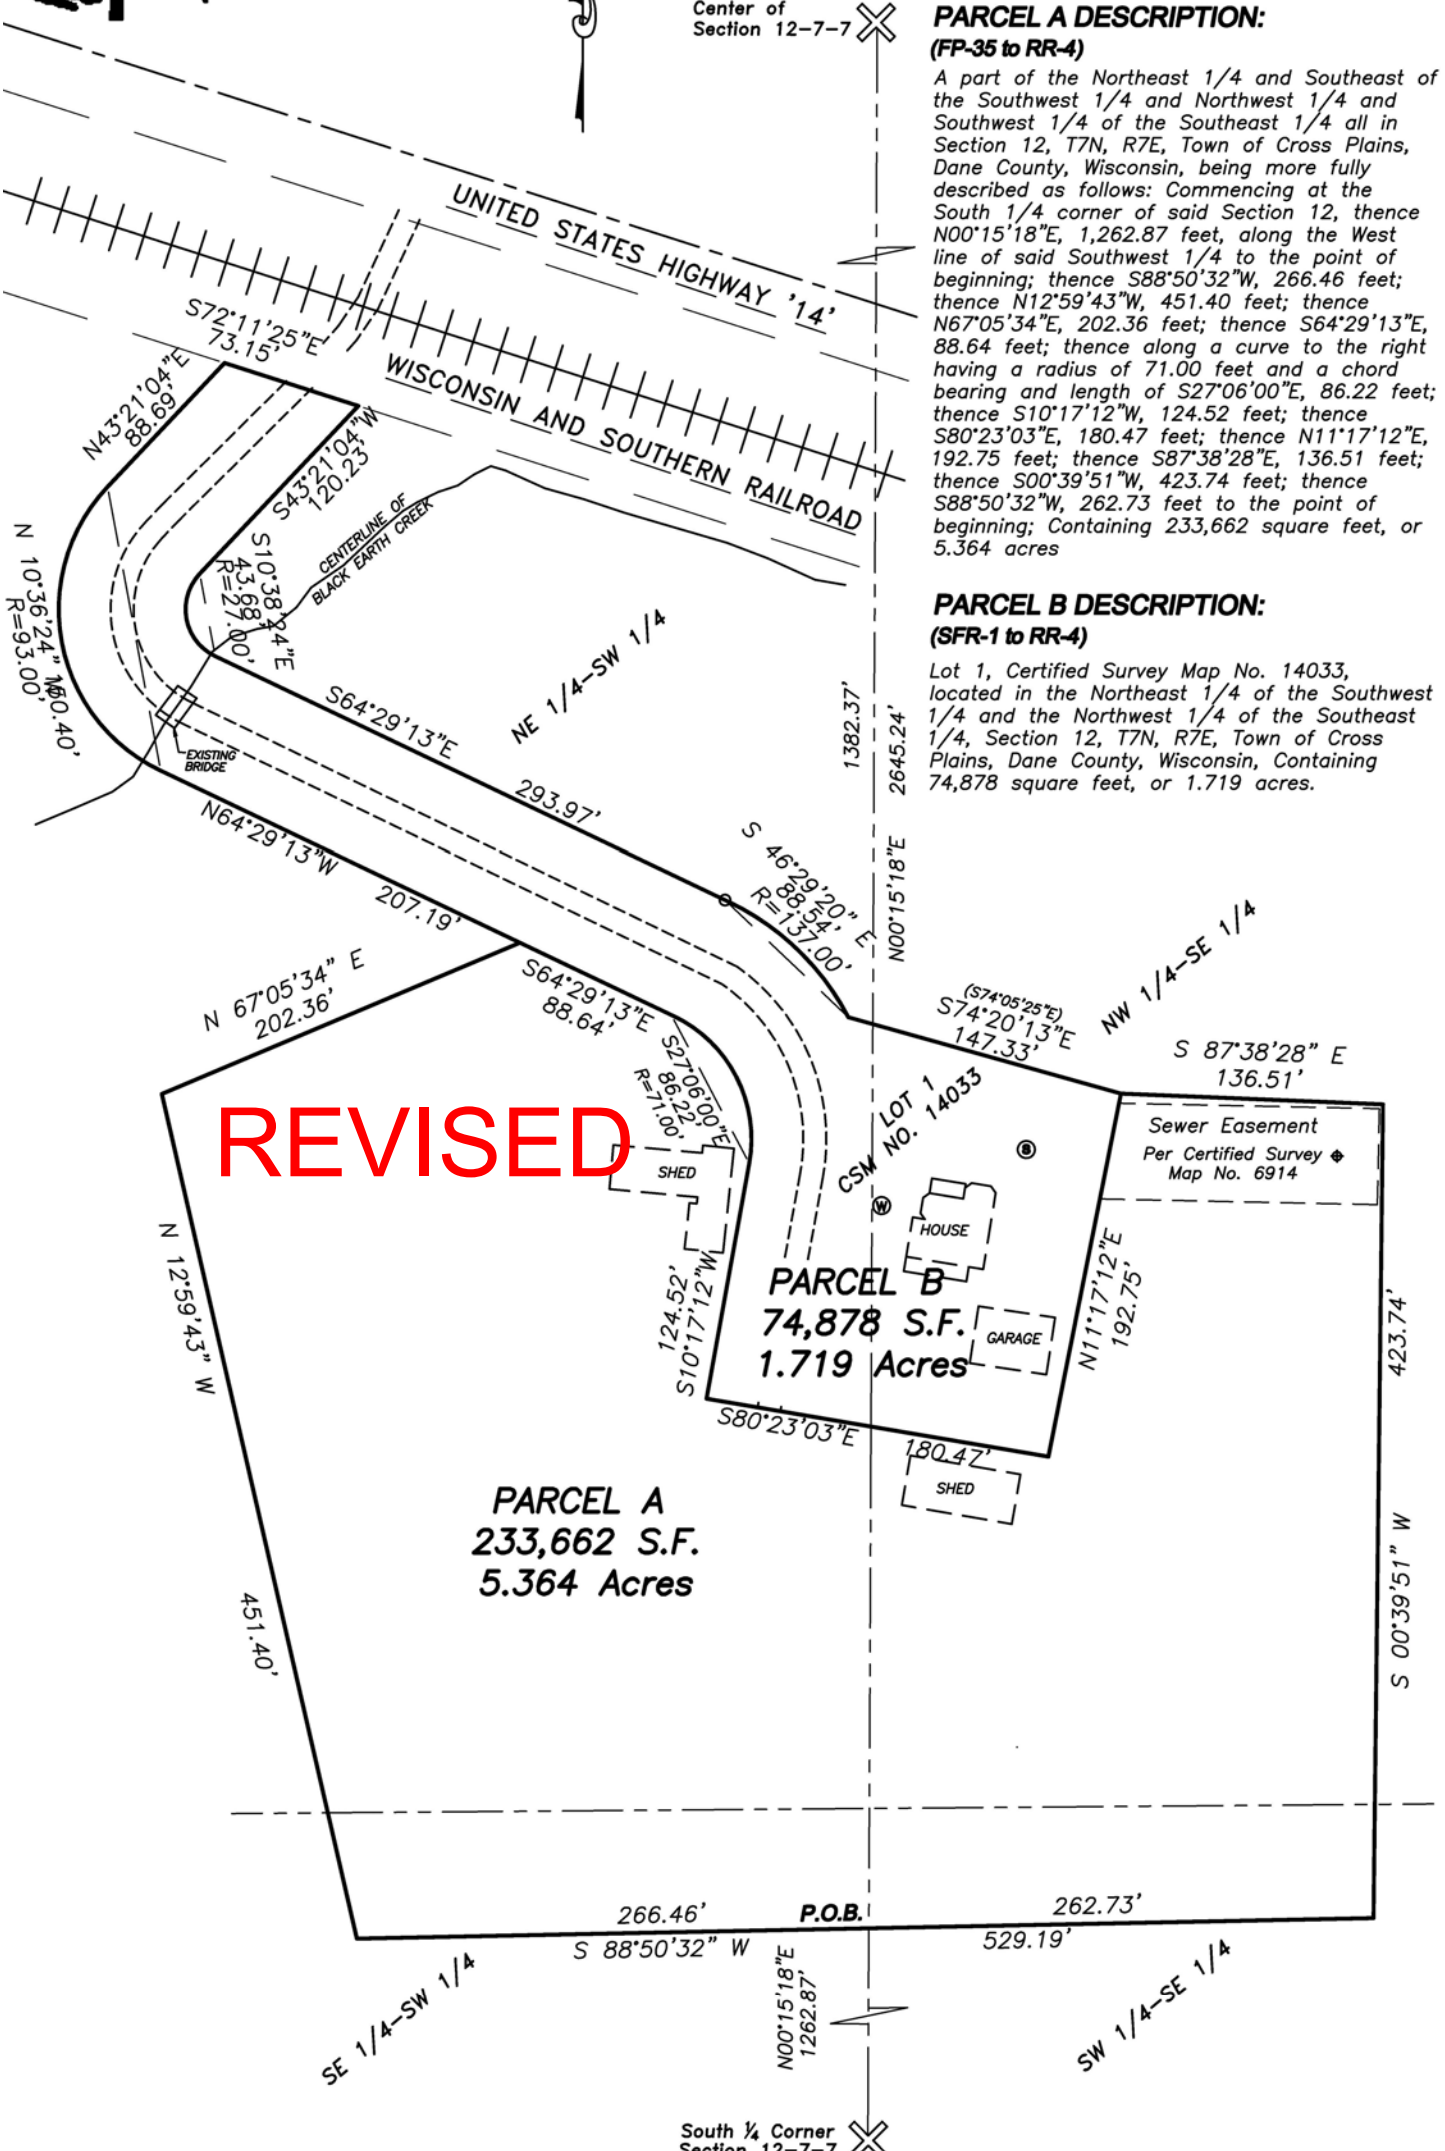 Center of
Section 12-7-7
PARCEL A DESCRIPTION:
(FP-35 to RR-4)
A part of the Northeast 1/4 and Southeast of
the Southwest 1/4 and Northwest 1/4 and
Southwest 1/4 of the Southeast 1/4 all in
Section 12, T7N, R7E, Town of Cross Plains,
Dane County, Wisconsin, being more fully
described as follows: Commencing at the
South 1/4 corner of said Section 12, thence
N00°15'18"E, 1,262.87 feet, along the West
line of said Southwest 1/4 to the point of
beginning; thence S88°50'32"W, 266.46 feet;
thence N12°59'43"W, 451.40 feet; thence
N67°05'34"E, 202.36 feet; thence S64°29'13"E,
88.64 feet; thence along a curve to the right
having a radius of 71.00 feet and a chord
bearing and length of S27°06'00"E, 86.22 feet;
thence S10°17'12"W, 124.52 feet; thence
S80°23'03"E, 180.47 feet; thence N11°17'12"E,
192.75 feet; thence S87°38'28"E, 136.51 feet;
thence S00°39'51"W, 423.74 feet; thence
S88°50'32"W, 262.73 feet to the point of
beginning; Containing 233,662 square feet, or
5.364 acres
PARCEL B DESCRIPTION:
(SFR-1 to RR-4)
Lot 1, Certified Survey Map No. 14033,
located in the Northeast 1/4 of the Southwest
1/4 and the Northwest 1/4 of the Southeast
1/4, Section 12, T7N, R7E, Town of Cross
Plains, Dane County, Wisconsin, Containing
74,878 square feet, or 1.719 acres.
UNITED STATES HIGHWAY '14'
WISCONSIN AND SOUTHERN RAILROAD
S72°11'25"E
73.15'
N43°21'04"E
88.69'
S43°21'04"W
120.23'
CENTERLINE OF
BLACK EARTH CREEK
S10°38'24"E
43.68'
R=27.00'
N 10°36'24" W
160.40'
R=93.00'
EXISTING
BRIDGE
NE 1/4-SW 1/4
S64°29'13"E
293.97'
N64°29'13"W
207.19'
1382.37'
2645.24'
N00°15'18"E
S 46°29'20" E
88.54'
R=137.00'
NW 1/4-SE 1/4
N 67°05'34" E
202.36'
S64°29'13"E
88.64'
S27°06'00"E
86.22'
R=71.00'
(S74°05'25"E)
S74°20'13"E
147.33'
S 87°38'28" E
136.51'
LOT 1
CSM NO. 14033
Sewer Easement
Per Certified Survey
Map No. 6914
REVISED
SHED
S
W
HOUSE
PARCEL B
74,878 S.F.
1.719 Acres
GARAGE
N11°17'12"E
192.75'
124.52'
S10°17'12"W
S80°23'03"E
180.47'
SHED
N 12°59'43" W
451.40'
423.74'
S 00°39'51" W
PARCEL A
233,662 S.F.
5.364 Acres
266.46'
P.O.B.
262.73'
S 88°50'32" W
529.19'
N00°15'18"E
1262.87'
SE 1/4-SW 1/4
SW 1/4-SE 1/4
South ¼ Corner
Section 12-7-7